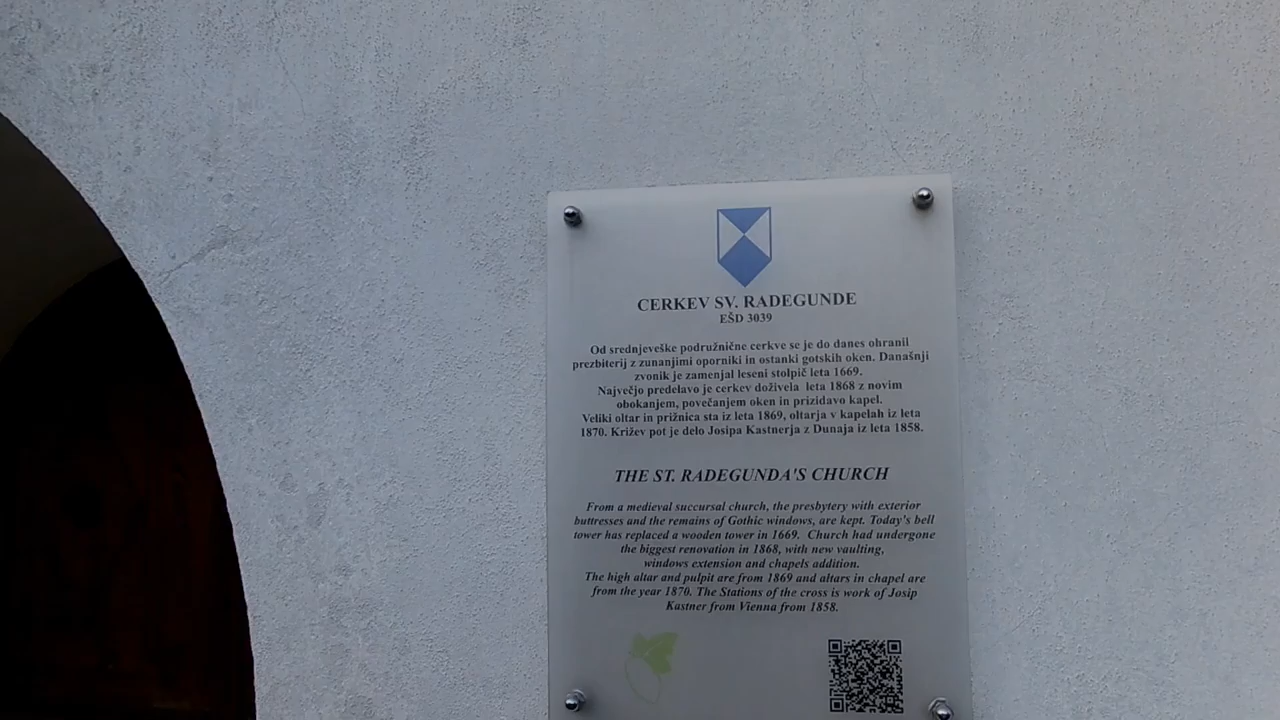 CERKEV SV. RADEGUNDE
EŠD 3039
Od srednjeveške podružnične cerkve se je do danes ohranil
prezbiterij z zunanjimi oporniki in ostanki gotskih oken. Današnji
zvonik je zamenjal leseni stolpič leta 1669.
Največjo predelavo je cerkev doživela leta 1868 z novim
obokanjem, povečanjem oken in prizidavo kapel.
Veliki oltar in prižnica sta iz leta 1869, oltarja v kapelah iz leta
1870. Križev pot je delo Josipa Kastnerja z Dunaja iz leta 1858.
THE ST. RADEGUNDA'S CHURCH
From a medieval succursal church, the presbytery with exterior
buttresses and the remains of Gothic windows, are kept. Today's bell
tower has replaced a wooden tower in 1669. Church had undergone
the biggest renovation in 1868, with new vaulting,
windows extension and chapels addition.
The high altar and pulpit are from 1869 and altars in chapel are
from the year 1870. The Stations of the cross is work of Josip
Kastner from Vienna from 1858.